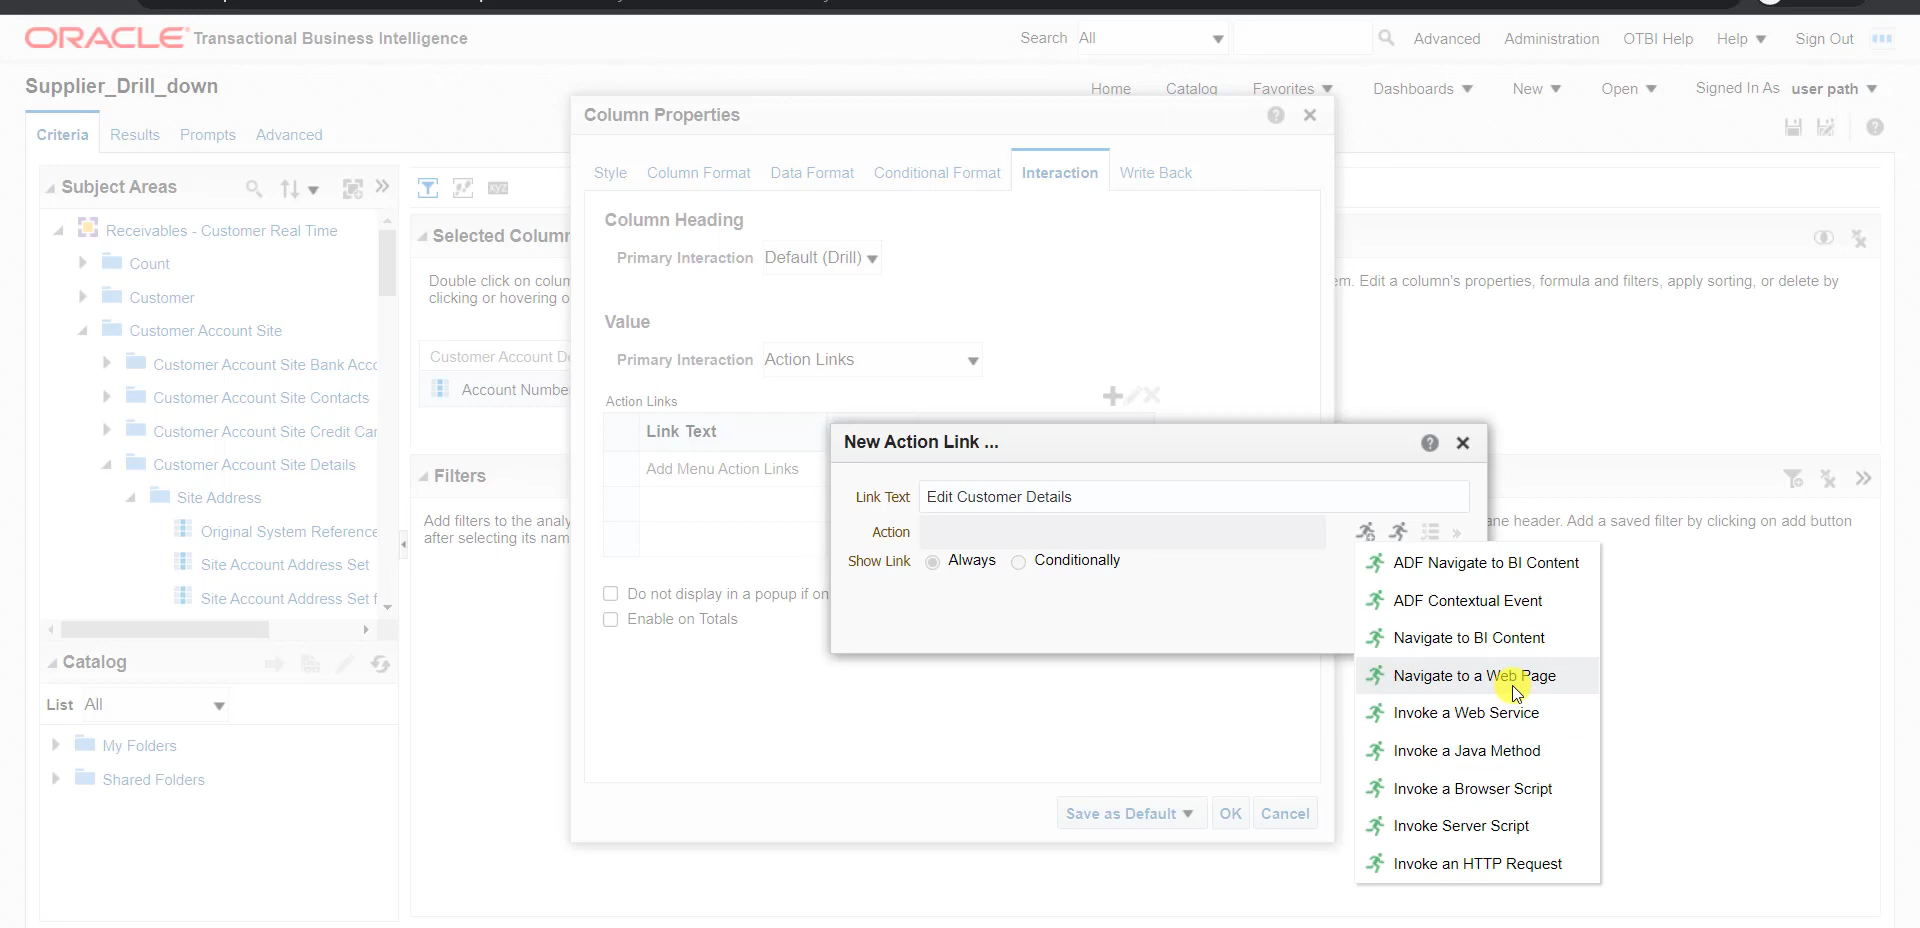 ORACLE Transactional Business Intelligence
Search All Advanced Administration OTBI Help Help Sign Out
Supplier_Drill_down
Home Catalog Favorites Dashboards New Open Signed In As user path
Criteria Results Prompts Advanced
Subject Areas
Receivables - Customer Real Time
Count
Customer
Customer Account Site
Customer Account Site Bank Acco
Customer Account Site Contacts
Customer Account Site Credit Car
Customer Account Site Details
Site Address
Original System Reference
Site Account Address Set
Site Account Address Set f
Catalog
List All
My Folders
Shared Folders
xyz
Selected Column
Double click on colum
clicking or hovering o
em. Edit a column's properties, formula and filters, apply sorting, or delete by
Customer Account De
Account Numbe
Filters
Add filters to the analy
after selecting its nam
ane header. Add a saved filter by clicking on add button
Column Properties
Style Column Format Data Format Conditional Format Interaction Write Back
Column Heading
Primary Interaction Default (Drill)
Value
Primary Interaction Action Links
Action Links
Link Text
Add Menu Action Links
Do not display in a popup if on
Enable on Totals
Save as Default OK Cancel
New Action Link ...
Link Text Edit Customer Details
Action
Show Link Always Conditionally
ADF Navigate to BI Content
ADF Contextual Event
Navigate to BI Content
Navigate to a Web Page
Invoke a Web Service
Invoke a Java Method
Invoke a Browser Script
Invoke Server Script
Invoke an HTTP Request